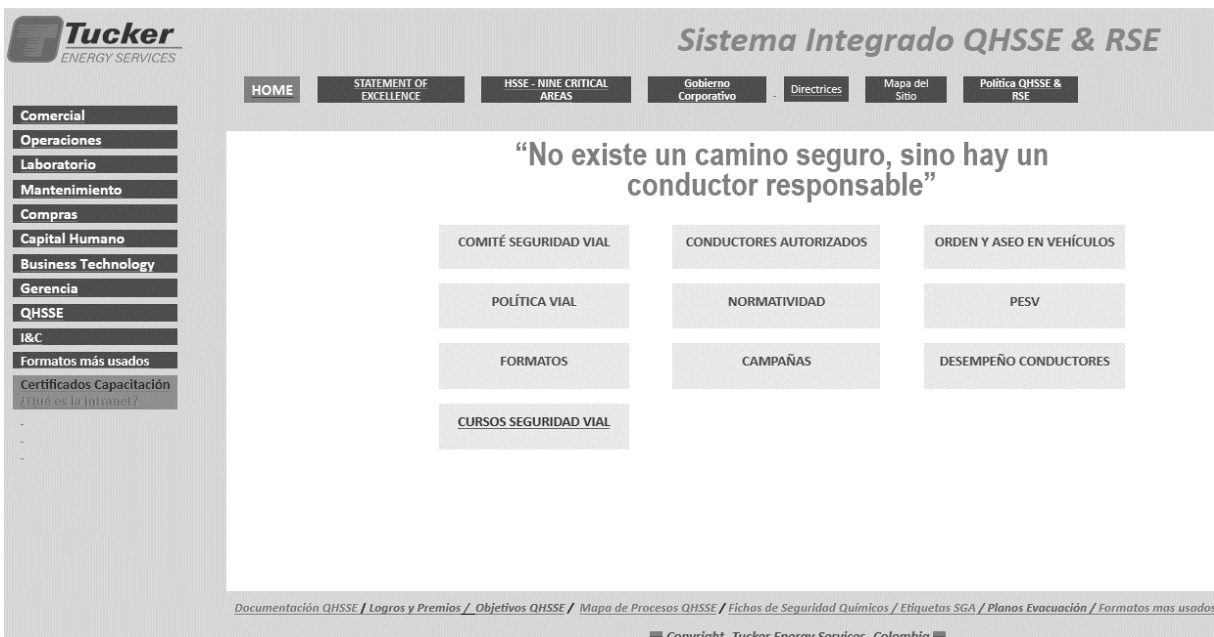 Tucker
ENERGY SERVICES
Sistema Integrado QHSSE & RSE
HOME
STATEMENT OF
EXCELLENCE
HSSE - NINE CRITICAL
AREAS
Gobierno
Corporativo
-
Directrices
Mapa del
Sitio
Política QHSSE &
RSE
Comercial
Operaciones
Laboratorio
Mantenimiento
Compras
Capital Humano
Business Technology
Gerencia
QHSSE
I&C
Formatos más usados
Certificados Capacitación
¿Qué es la intranet?
-
-
-
“No existe un camino seguro, sino hay un
conductor responsable”
COMITÉ SEGURIDAD VIAL
CONDUCTORES AUTORIZADOS
ORDEN Y ASEO EN VEHÍCULOS
POLÍTICA VIAL
NORMATIVIDAD
PESV
FORMATOS
CAMPAÑAS
DESEMPEÑO CONDUCTORES
CURSOS SEGURIDAD VIAL
Documentación QHSSE / Logros y Premios / Objetivos QHSSE / Mapa de Procesos QHSSE / Fichas de Seguridad Químicos / Etiquetas SGA / Planos Evacuación / Formatos mas usados
Copyright Tucker Energy Services Colombia